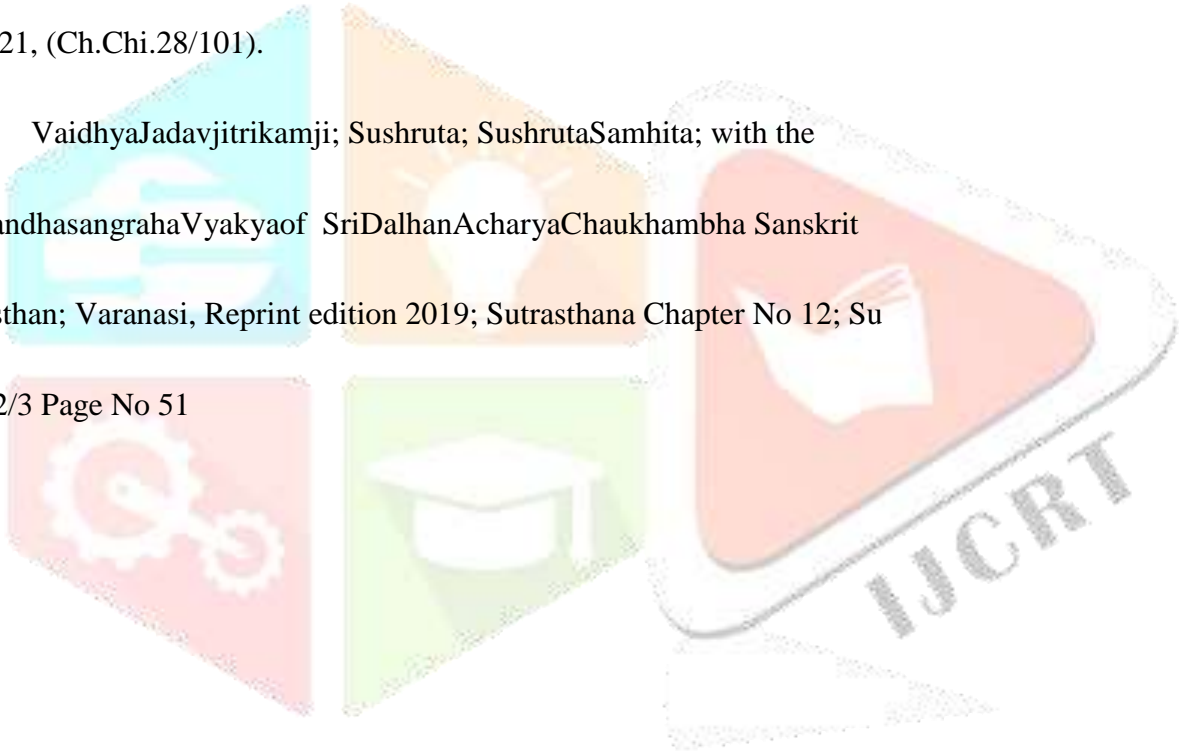 21, (Ch.Chi.28/101).
VaidhyaJadavjitrikamji; Sushruta; SushrutaSamhita; with the
andhasangrahaVyakyaof SriDalhanAcharyaChaukhambha Sanskrit
sthan; Varanasi, Reprint edition 2019; Sutrasthana Chapter No 12; Su
2/3 Page No 51
IJCRT